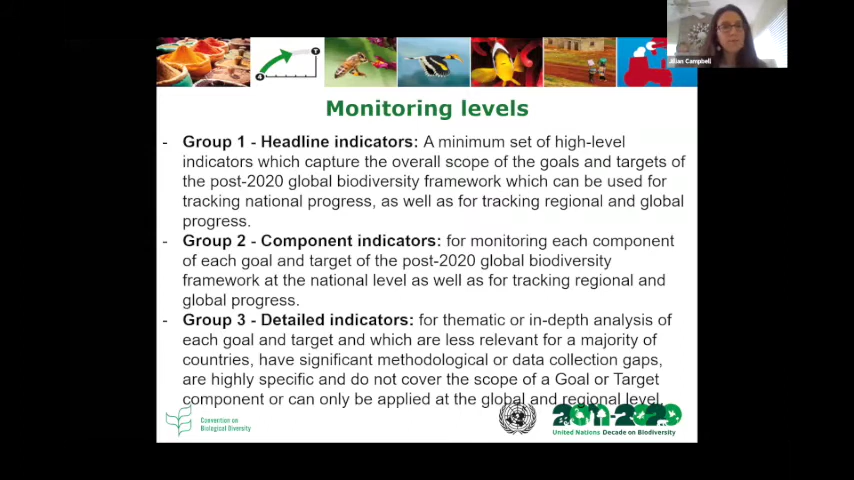 Jillian Campbell
Monitoring levels
- Group 1 - Headline indicators: A minimum set of high-level
indicators which capture the overall scope of the goals and targets of
the post-2020 global biodiversity framework which can be used for
tracking national progress, as well as for tracking regional and global
progress.
- Group 2 - Component indicators: for monitoring each component
of each goal and target of the post-2020 global biodiversity
framework at the national level as well as for tracking regional and
global progress.
- Group 3 - Detailed indicators: for thematic or in-depth analysis of
each goal and target and which are less relevant for a majority of
countries, have significant methodological or data collection gaps,
are highly specific and do not cover the scope of a Goal or Target
component or can only be applied at the global and regional level.
Convention on
Biological Diversity
2011-2020
United Nations Decade on Biodiversity